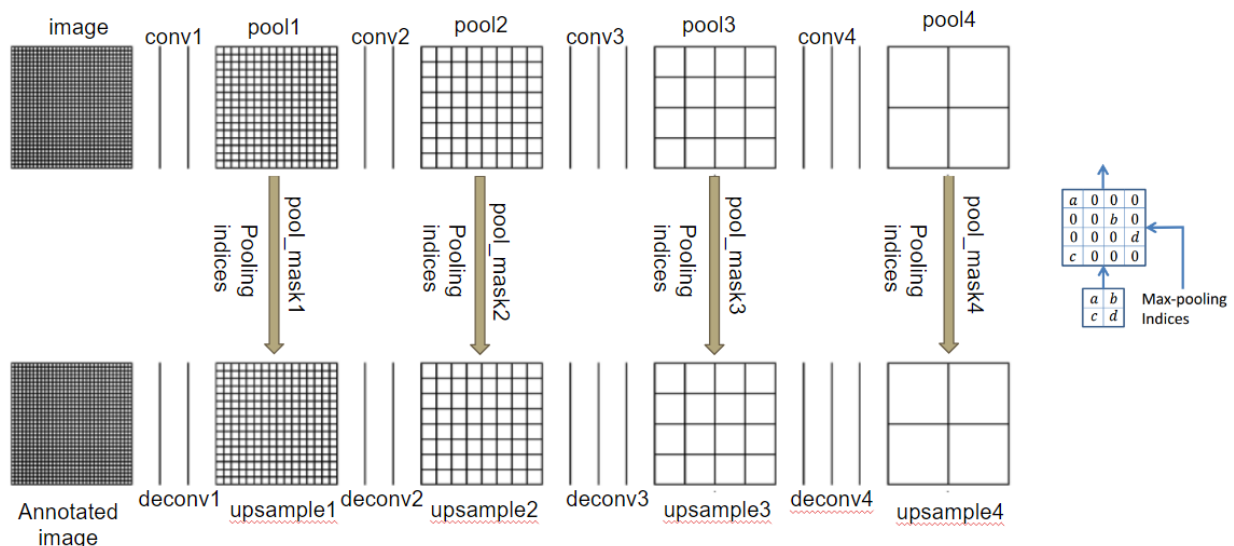 image
conv1
pool1
conv2
pool2
conv3
pool3
conv4
pool4
pool_mask1
Pooling
indices
pool_mask2
Pooling
indices
pool_mask3
Pooling
indices
pool_mask4
a 0 0 0
0 0 b 0
0 0 0 d
c 0 0 0
a b
c d
Max-pooling
Indices
Annotated
image
deconv1
upsample1
deconv2
upsample2
deconv3
upsample3
deconv4
upsample4